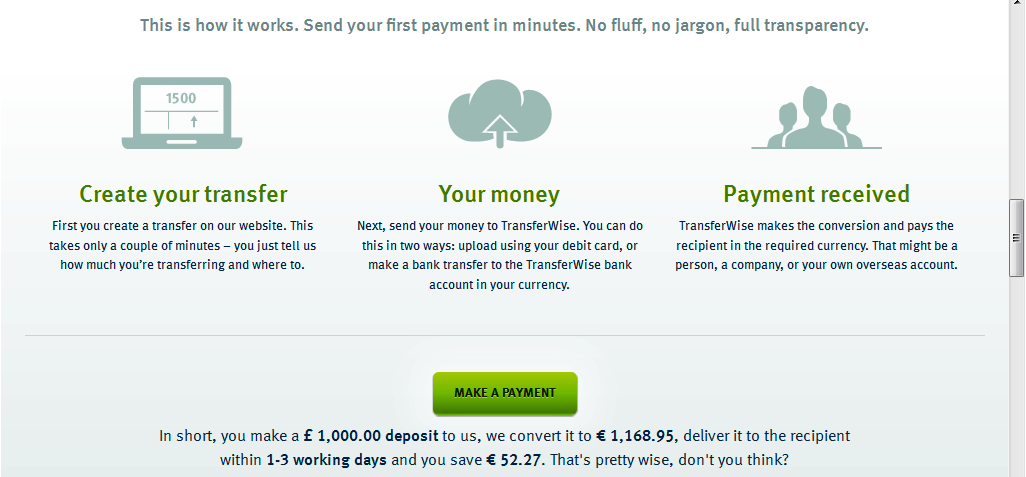 This is how it works. Send your first payment in minutes. No fluff, no jargon, full transparency.
1500
Create your transfer
First you create a transfer on our website. This
takes only a couple of minutes – you just tell us
how much you're transferring and where to.
Your money
Next, send your money to TransferWise. You can do
this in two ways: upload using your debit card, or
make a bank transfer to the TransferWise bank
account in your currency.
Payment received
TransferWise makes the conversion and pays the
recipient in the required currency. That might be a
person, a company, or your own overseas account.
MAKE A PAYMENT
In short, you make a £ 1,000.00 deposit to us, we convert it to € 1,168.95, deliver it to the recipient
within 1-3 working days and you save € 52.27. That's pretty wise, don't you think?